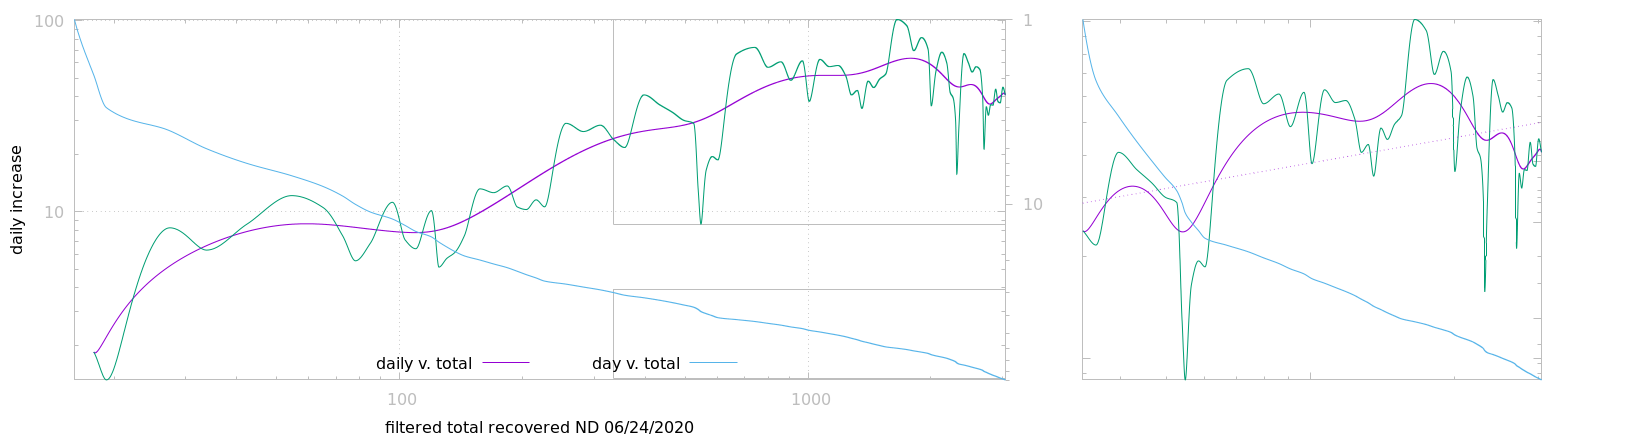 100
1
10
10
daily increase
daily v. total
day v. total
100
1000
filtered total recovered ND 06/24/2020